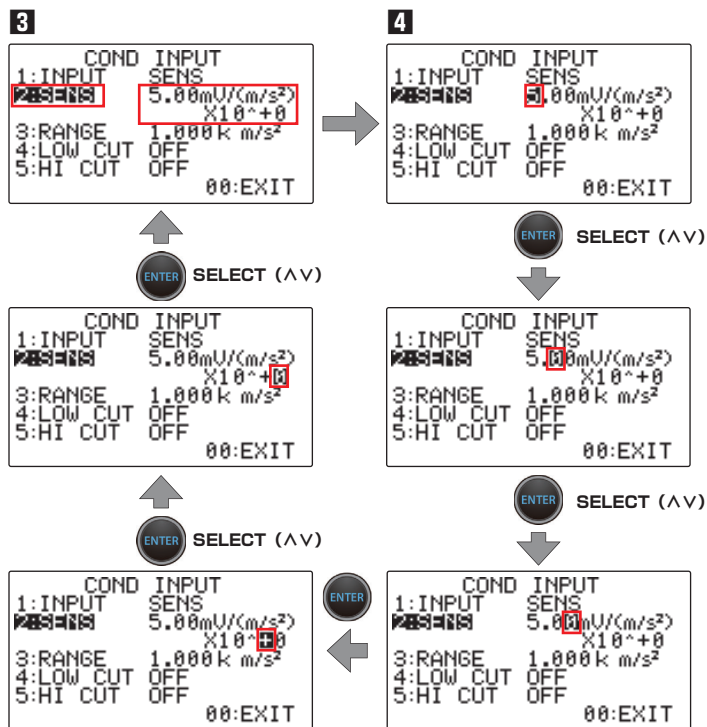 3
COND INPUT
1:INPUT SENS
2:SENS 5.00mV/(m/s²)
X10^+0
3:RANGE 1.000k m/s²
4:LOW CUT OFF
5:HI CUT OFF
00:EXIT
4
COND INPUT
1:INPUT SENS
2:SENS 5.00mV/(m/s²)
X10^+0
3:RANGE 1.000k m/s²
4:LOW CUT OFF
5:HI CUT OFF
00:EXIT
ENTER SELECT (∧∨)
COND INPUT
1:INPUT SENS
2:SENS 5.00mV/(m/s²)
X10^+0
3:RANGE 1.000k m/s²
4:LOW CUT OFF
5:HI CUT OFF
00:EXIT
ENTER SELECT (∧∨)
COND INPUT
1:INPUT SENS
2:SENS 5.00mV/(m/s²)
X10^+0
3:RANGE 1.000k m/s²
4:LOW CUT OFF
5:HI CUT OFF
00:EXIT
ENTER
COND INPUT
1:INPUT SENS
2:SENS 5.00mV/(m/s²)
X10^+0
3:RANGE 1.000k m/s²
4:LOW CUT OFF
5:HI CUT OFF
00:EXIT
ENTER SELECT (∧∨)
COND INPUT
1:INPUT SENS
2:SENS 5.00mV/(m/s²)
X10^+0
3:RANGE 1.000k m/s²
4:LOW CUT OFF
5:HI CUT OFF
00:EXIT
ENTER SELECT (∧∨)